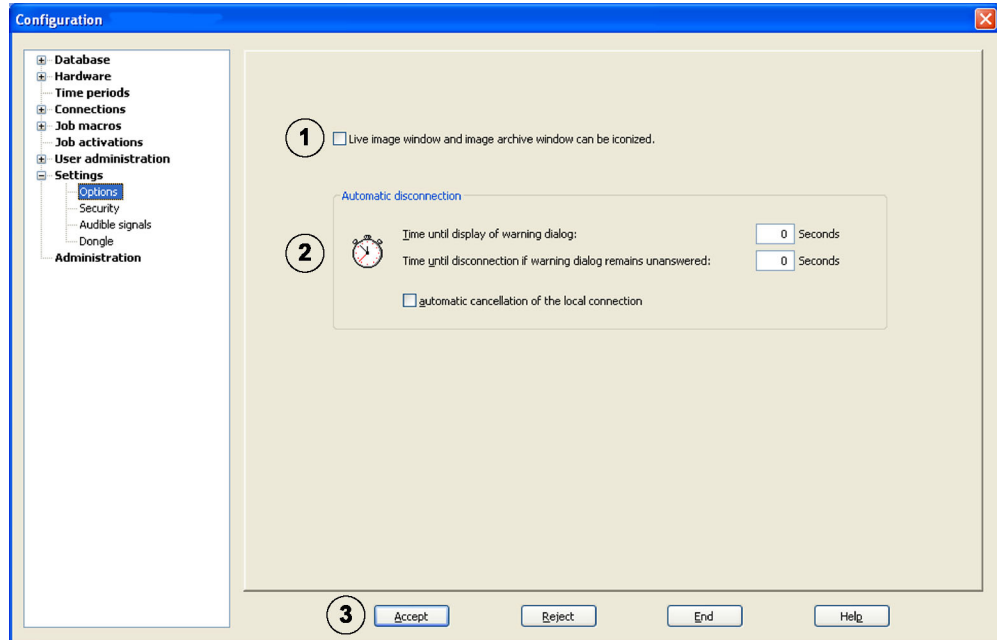 Configuration
Database
Hardware
Time periods
Connections
Job macros
Job activations
User administration
Settings
Options
Security
Audible signals
Dongle
Administration
1
Live image window and image archive window can be iconized.
Automatic disconnection
2
Time until display of warning dialog: 0 Seconds
Time until disconnection if warning dialog remains unanswered: 0 Seconds
automatic cancellation of the local connection
3
Accept Reject End Help